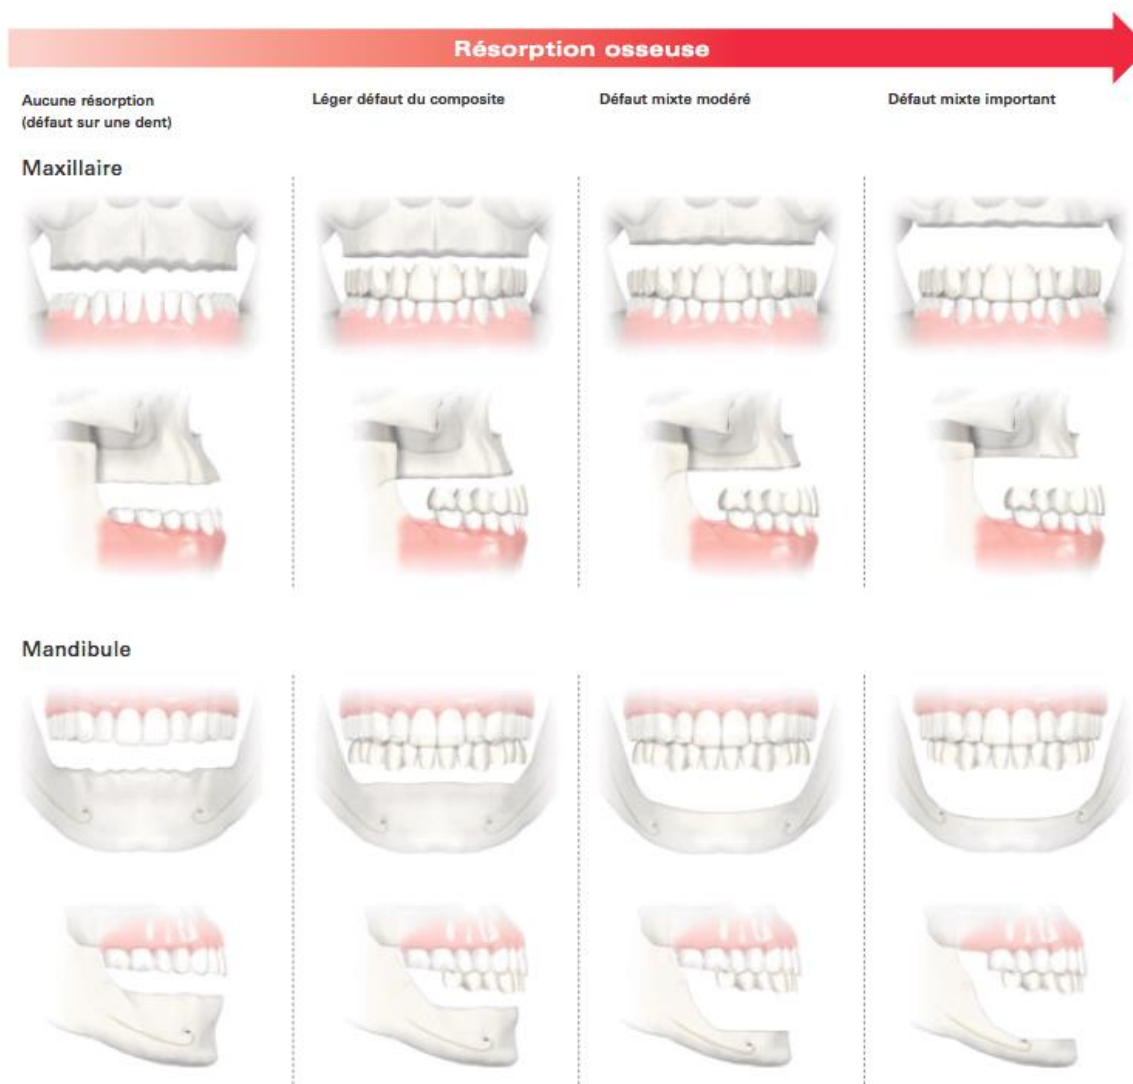 Résorption osseuse
Aucune résorption
(défaut sur une dent)
Léger défaut du composite
Défaut mixte modéré
Défaut mixte important
Maxillaire
Mandibule